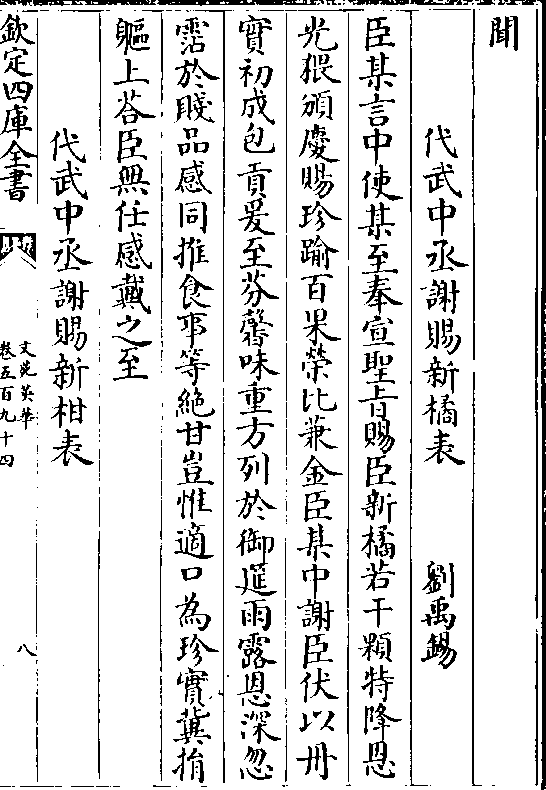 聞
代武中丞謝賜新橘表 劉禹錫
臣某言中使某至奉宣聖旨賜臣新橘若干顆特降恩
光猥頒慶賜珍踰百果榮比兼金臣某中謝臣伏以丹
實初成包貢爰至芬馨味重方列於御筵雨露恩深忽
霑於賤品感同推食事等絶甘豈惟適口為珍實冀捐
軀上荅臣無任感戴之至
代武中丞謝賜新柑表
欽定四庫全書
文苑英華
卷五百九十四
八